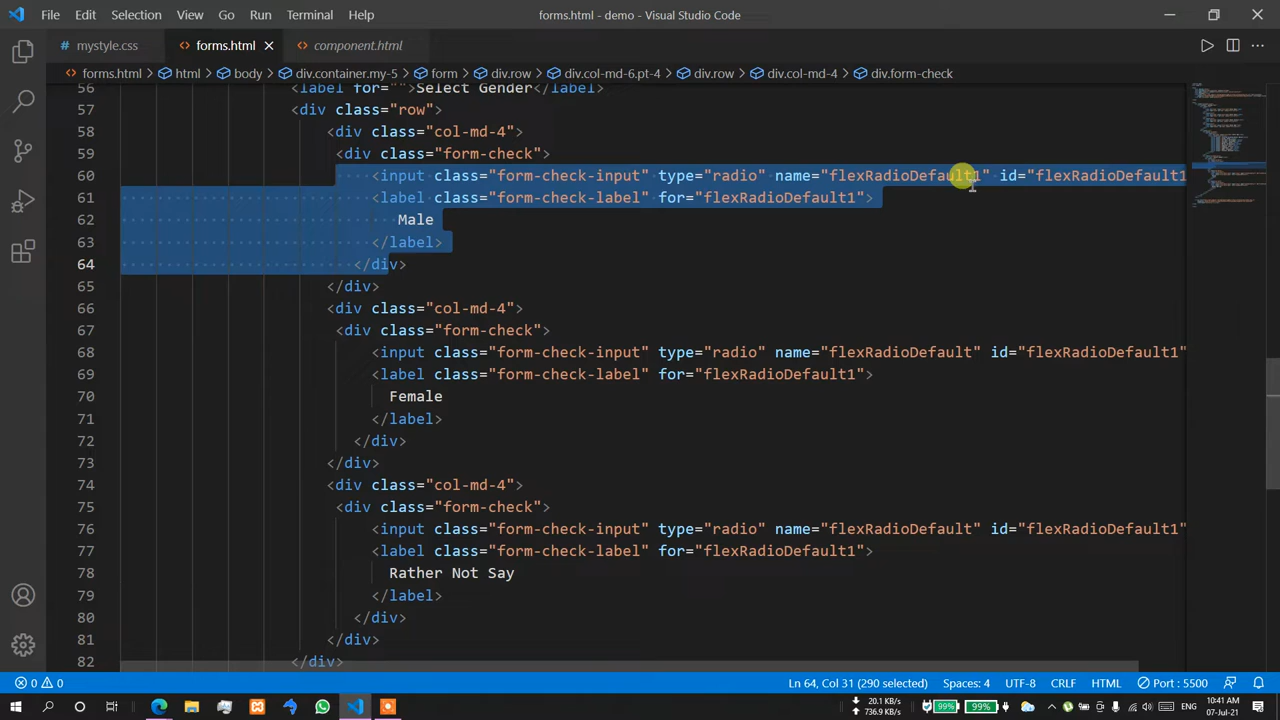 File Edit Selection View Go Run Terminal Help forms.html - demo - Visual Studio Code
mystyle.css forms.html component.html
forms.html html body div.container.my-5 form div.row div.col-md-6.pt-4 div.row div.col-md-4 div.form-check
56 <label for="">Select Gender</label>
57 <div class="row">
58 <div class="col-md-4">
59 <div class="form-check">
60 <input class="form-check-input" type="radio" name="flexRadioDefault1" id="flexRadioDefault1
61 <label class="form-check-label" for="flexRadioDefault1">
62 Male
63 </label>
64 </div>
65 </div>
66 <div class="col-md-4">
67 <div class="form-check">
68 <input class="form-check-input" type="radio" name="flexRadioDefault" id="flexRadioDefault1"
69 <label class="form-check-label" for="flexRadioDefault1">
70 Female
71 </label>
72 </div>
73 </div>
74 <div class="col-md-4">
75 <div class="form-check">
76 <input class="form-check-input" type="radio" name="flexRadioDefault" id="flexRadioDefault1"
77 <label class="form-check-label" for="flexRadioDefault1">
78 Rather Not Say
79 </label>
80 </div>
81 </div>
82 </div>
0 0 Ln 64, Col 31 (290 selected) Spaces: 4 UTF-8 CRLF HTML Port : 5500
20.1 KB/s 99% 99% 10:41 AM
736.9 KB/s 07-Jul-21